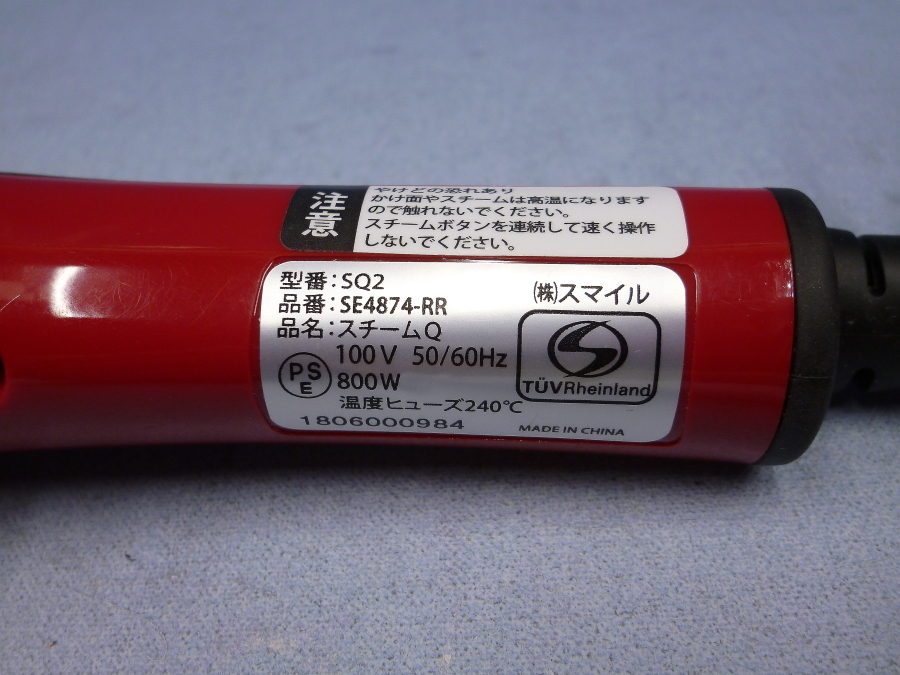 注意
やけどの恐れあり
かけ面やスチームは高温になります
ので触れないでください。
スチームボタンを連続して速く操作
しないでください。
型番:SQ2
品番:SE4874-RR
品名:スチームQ
㈱スマイル
PSE
100V 50/60Hz
800W
温度ヒューズ240℃
1806000984
TÜVRheinland
MADE IN CHINA